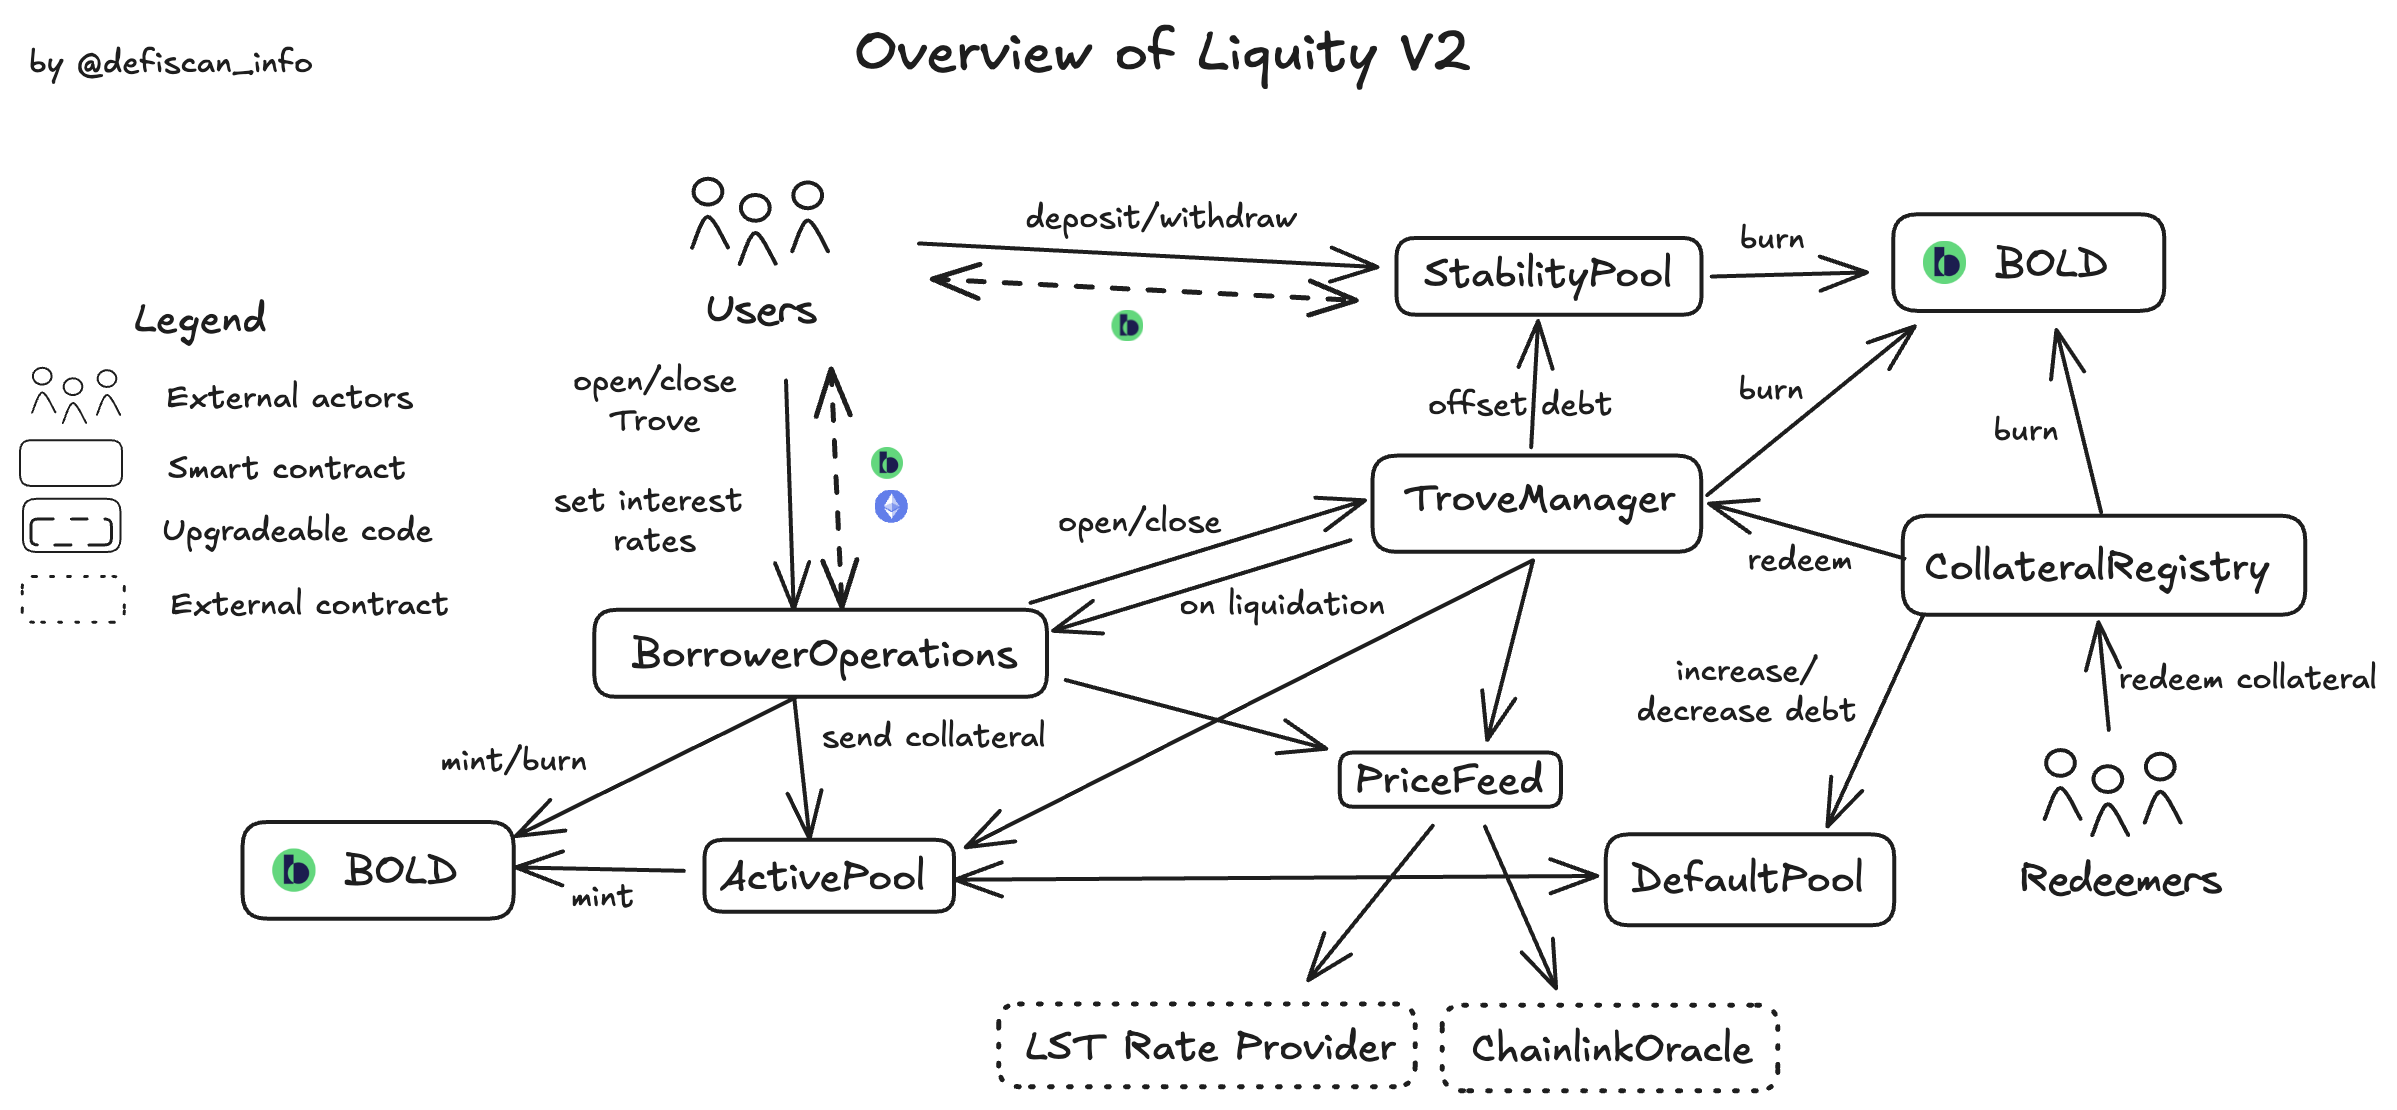 Overview of Liquity V2
by @defiscan_info
deposit/withdraw
burn
StabilityPool
BOLD
Users
Legend
External actors
Smart contract
Upgradeable code
External contract
open/close
Trove
set interest
rates
offset debt
burn
burn
TroveManager
open/close
on liquidation
redeem
CollateralRegistry
BorrowerOperations
increase/
decrease debt
redeem collateral
send collateral
mint/burn
PriceFeed
BOLD
mint
ActivePool
DefaultPool
Redeemers
LST Rate Provider
ChainlinkOracle